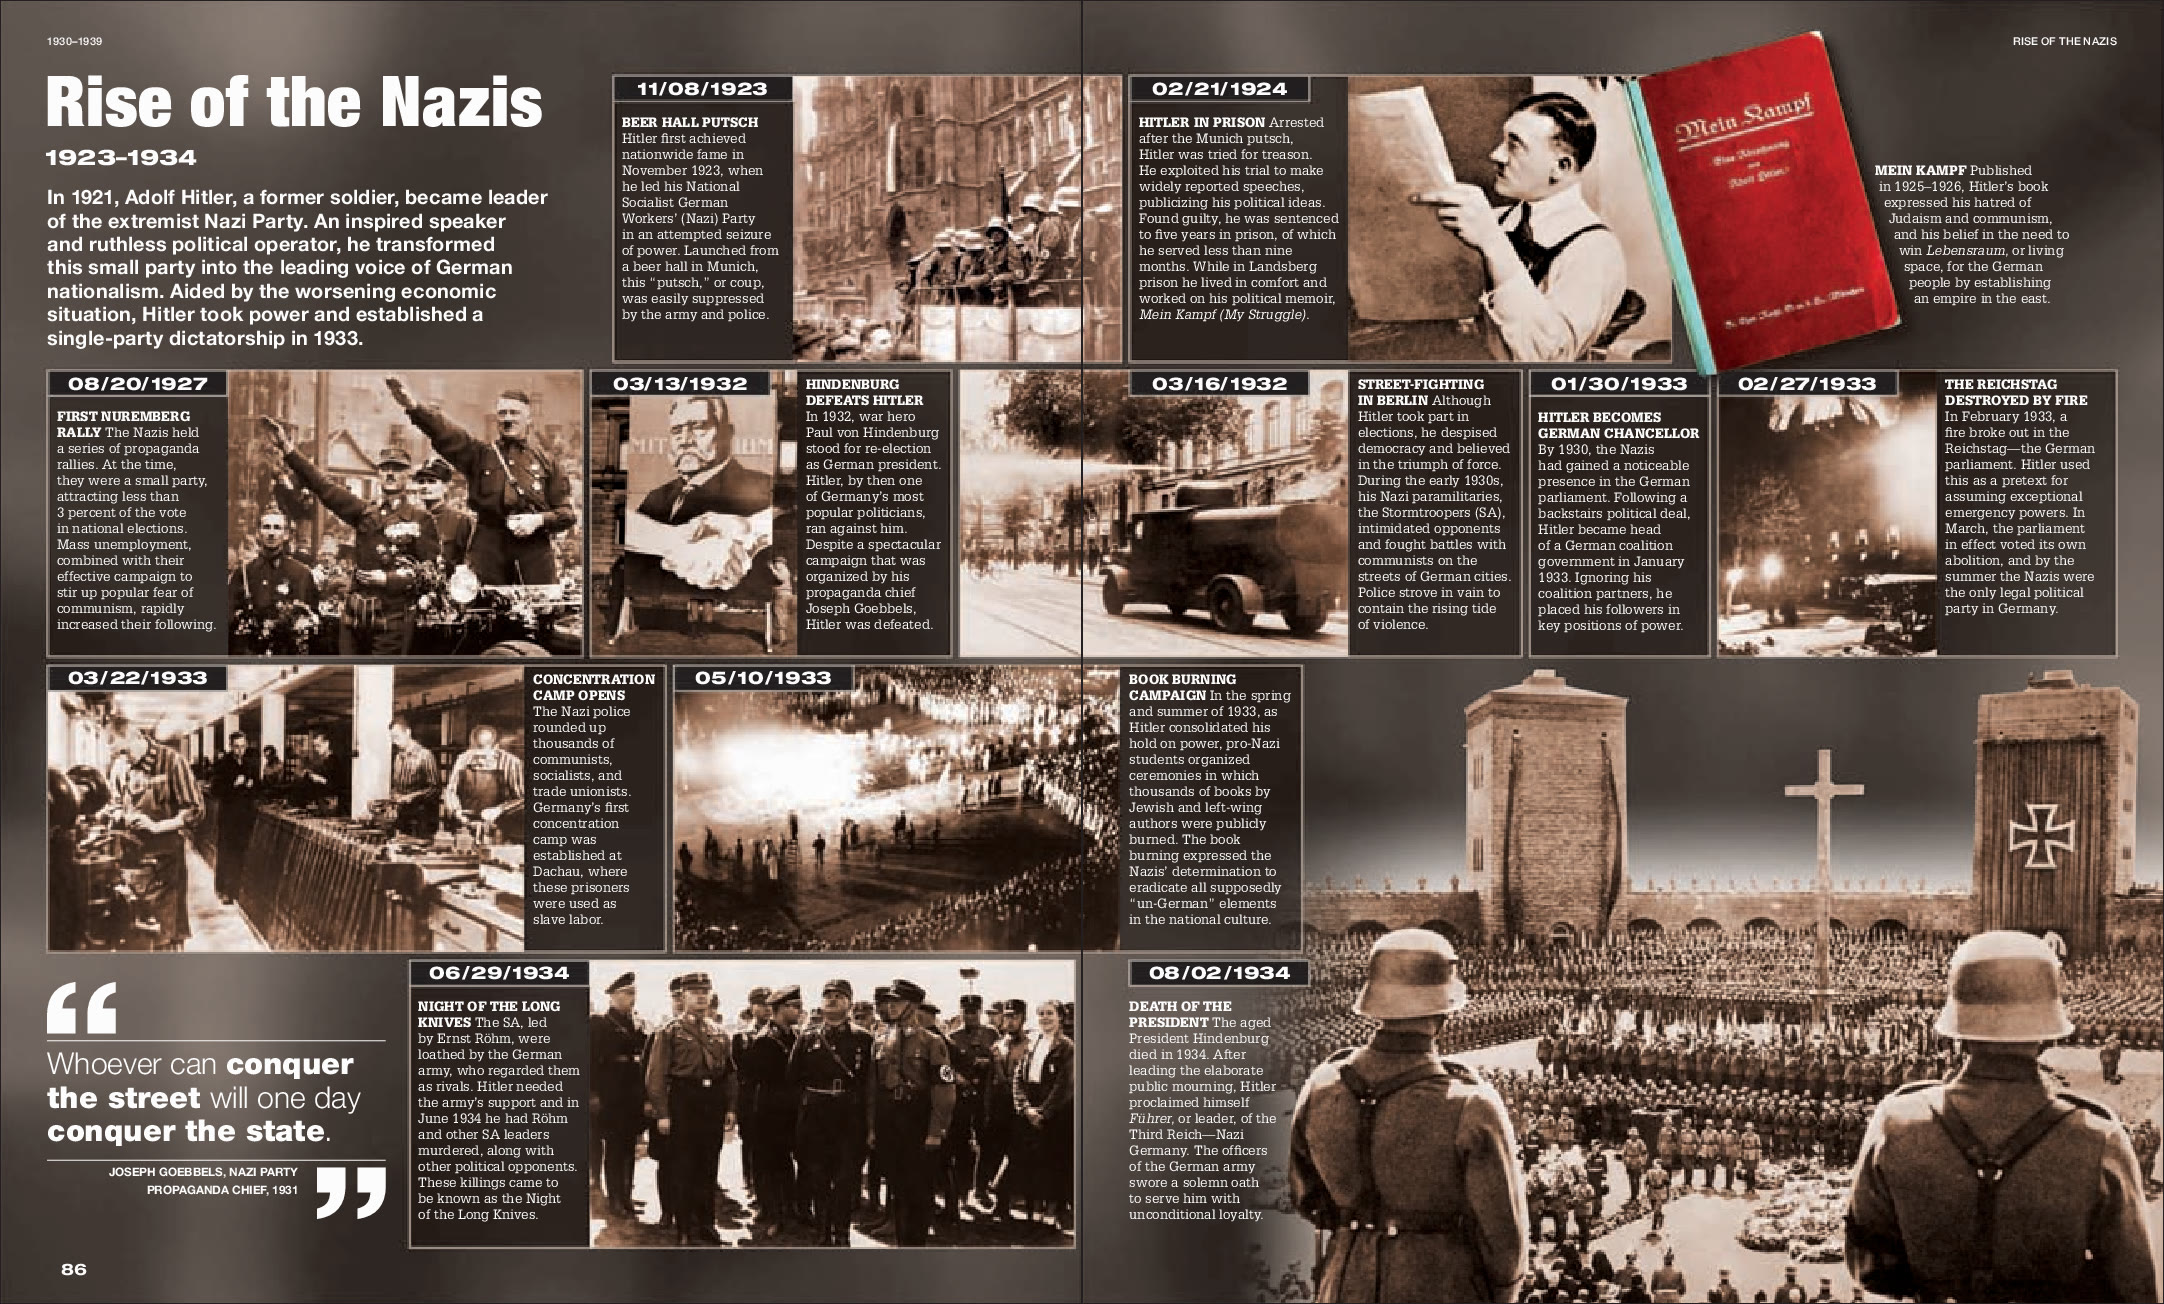 1930–1939
RISE OF THE NAZIS
Rise of the Nazis
1923–1934
In 1921, Adolf Hitler, a former soldier, became leader
of the extremist Nazi Party. An inspired speaker
and ruthless political operator, he transformed
this small party into the leading voice of German
nationalism. Aided by the worsening economic
situation, Hitler took power and established a
single-party dictatorship in 1933.
11/08/1923
BEER HALL PUTSCH
Hitler first achieved
nationwide fame in
November 1923, when
he led his National
Socialist German
Workers' (Nazi) Party
in an attempted seizure
of power. Launched from
a beer hall in Munich,
this “putsch,” or coup,
was easily suppressed
by the army and police.
02/21/1924
HITLER IN PRISON Arrested
after the Munich putsch,
Hitler was tried for treason.
He exploited his trial to make
widely reported speeches,
publicizing his political ideas.
Found guilty, he was sentenced
to five years in prison, of which
he served less than nine
months. While in Landsberg
prison he lived in comfort and
worked on his political memoir,
Mein Kampf (My Struggle).
Mein Kampf
MEIN KAMPF Published
in 1925–1926, Hitler's book
expressed his hatred of
Judaism and communism,
and his belief in the need to
win Lebensraum, or living
space, for the German
people by establishing
an empire in the east.
08/20/1927
FIRST NUREMBERG
RALLY The Nazis held
a series of propaganda
rallies. At the time,
they were a small party,
attracting less than
3 percent of the vote
in national elections.
Mass unemployment,
combined with their
effective campaign to
stir up popular fear of
communism, rapidly
increased their following.
03/13/1932
MIT IHM
HINDENBURG
DEFEATS HITLER
In 1932, war hero
Paul von Hindenburg
stood for re-election
as German president.
Hitler, by then one
of Germany's most
popular politicians,
ran against him.
Despite a spectacular
campaign that was
organized by his
propaganda chief
Joseph Goebbels,
Hitler was defeated.
03/16/1932
STREET-FIGHTING
IN BERLIN Although
Hitler took part in
elections, he despised
democracy and believed
in the triumph of force.
During the early 1930s,
his Nazi paramilitaries,
the Stormtroopers (SA),
intimidated opponents
and fought battles with
communists on the
streets of German cities.
Police strove in vain to
contain the rising tide
of violence.
01/30/1933
HITLER BECOMES
GERMAN CHANCELLOR
By 1930, the Nazis
had gained a noticeable
presence in the German
parliament. Following a
backstairs political deal,
Hitler became head
of a German coalition
government in January
1933. Ignoring his
coalition partners, he
placed his followers in
key positions of power.
02/27/1933
THE REICHSTAG
DESTROYED BY FIRE
In February 1933, a
fire broke out in the
Reichstag—the German
parliament. Hitler used
this as a pretext for
assuming exceptional
emergency powers. In
March, the parliament
in effect voted its own
abolition, and by the
summer the Nazis were
the only legal political
party in Germany.
03/22/1933
CONCENTRATION
CAMP OPENS
The Nazi police
rounded up
thousands of
communists,
socialists, and
trade unionists.
Germany's first
concentration
camp was
established at
Dachau, where
these prisoners
were used as
slave labor.
05/10/1933
BOOK BURNING
CAMPAIGN In the spring
and summer of 1933, as
Hitler consolidated his
hold on power, pro-Nazi
students organized
ceremonies in which
thousands of books by
Jewish and left-wing
authors were publicly
burned. The book
burning expressed the
Nazis' determination to
eradicate all supposedly
“un-German” elements
in the national culture.
“
Whoever can conquer
the street will one day
conquer the state.
JOSEPH GOEBBELS, NAZI PARTY
PROPAGANDA CHIEF, 1931
”
06/29/1934
NIGHT OF THE LONG
KNIVES The SA, led
by Ernst Röhm, were
loathed by the German
army, who regarded them
as rivals. Hitler needed
the army's support and in
June 1934 he had Röhm
and other SA leaders
murdered, along with
other political opponents.
These killings came to
be known as the Night
of the Long Knives.
08/02/1934
DEATH OF THE
PRESIDENT The aged
President Hindenburg
died in 1934. After
leading the elaborate
public mourning, Hitler
proclaimed himself
Führer, or leader, of the
Third Reich—Nazi
Germany. The officers
of the German army
swore a solemn oath
to serve him with
unconditional loyalty.
86